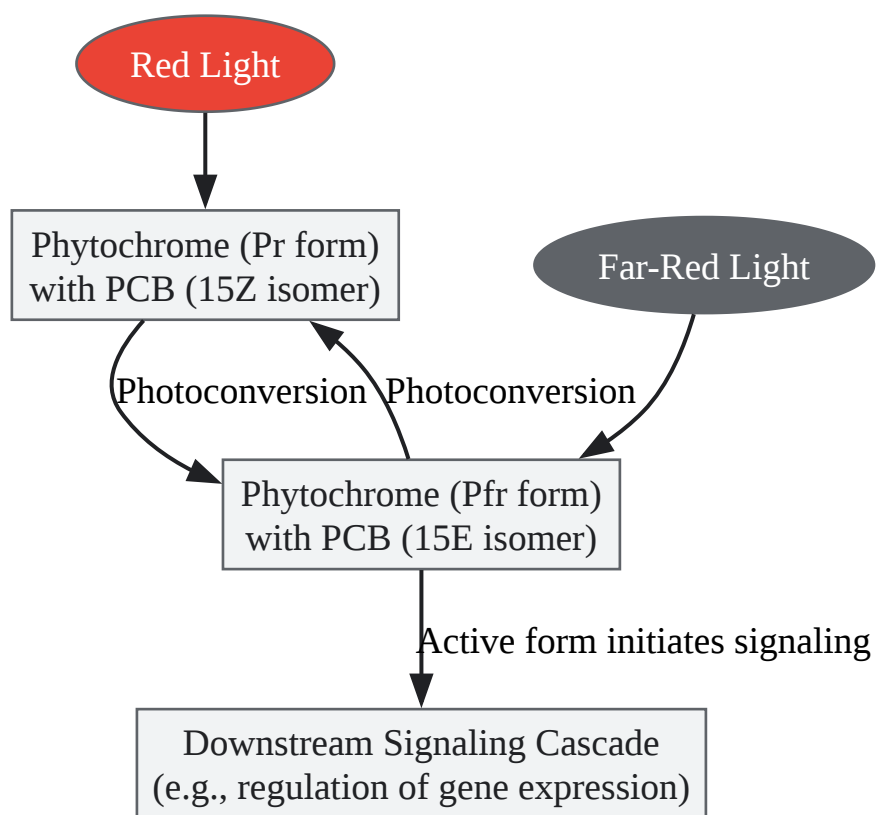 Red Light
Phytochrome (Pr form)
with PCB (15Z isomer)
Far-Red Light
Photoconversion
Photoconversion
Phytochrome (Pfr form)
with PCB (15E isomer)
Active form initiates signaling
Downstream Signaling Cascade
(e.g., regulation of gene expression)